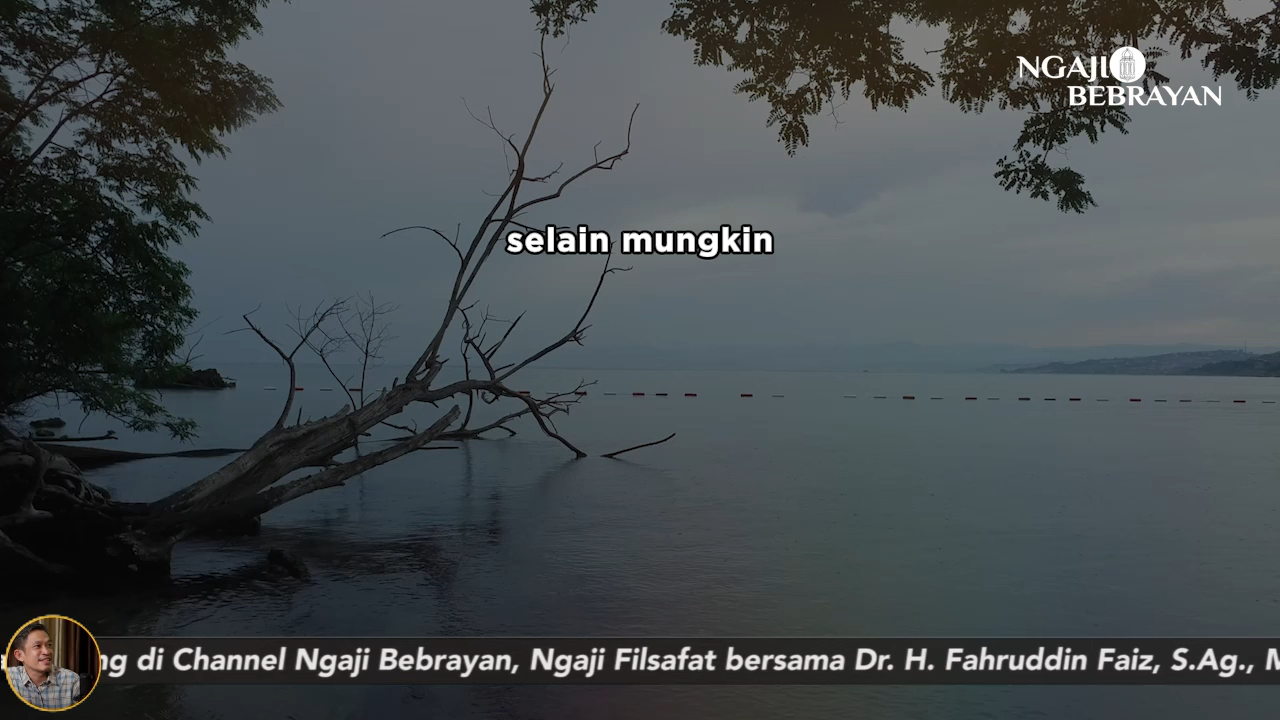 NGAJI
BEBRAYAN
selain mungkin
ng di Channel Ngaji Bebrayan, Ngaji Filsafat bersama Dr. H. Fahruddin Faiz, S.Ag., M